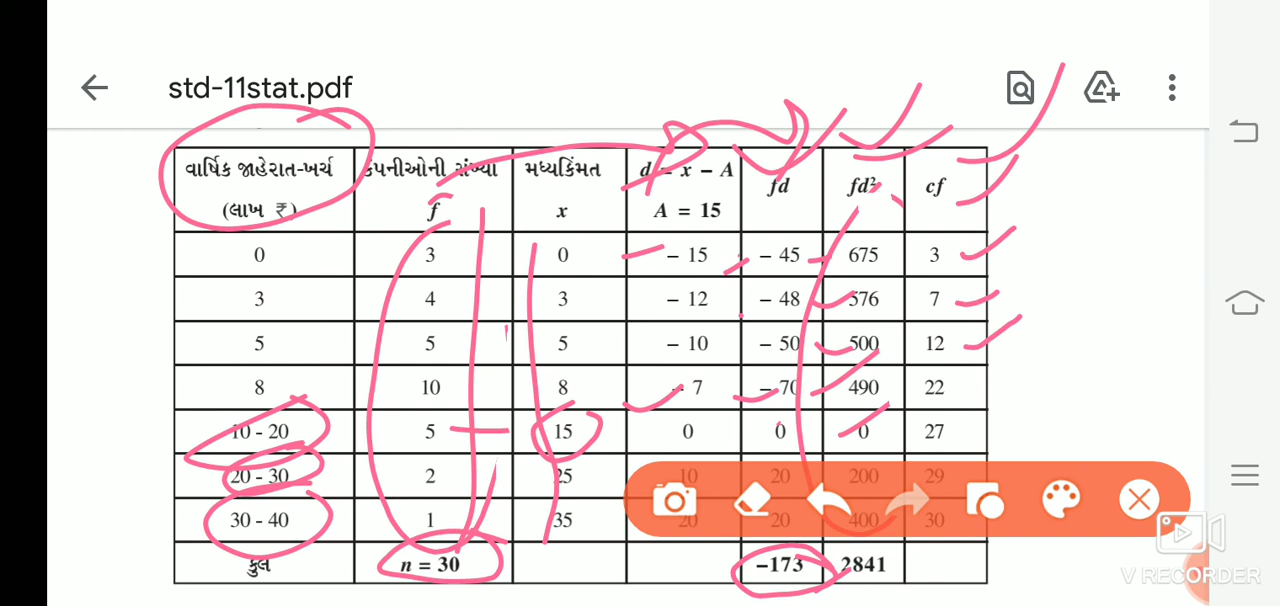 std-11stat.pdf
વાર્ષિક જાહેરાત-ખર્ચ (લાખ ₹) કંપનીઓની સંખ્યા f મધ્યકિંમત x d = x – A A = 15 fd fd² cf
0 3 0 – 15 – 45 675 3
3 4 3 – 12 – 48 576 7
5 5 5 – 10 – 50 500 12
8 10 8 – 7 – 70 490 22
10 - 20 5 15 0 0 0 27
20 - 30 2 25 10 20 200 29
30 - 40 1 35 20 20 400 30
કુલ n = 30 –173 2841
V RECORDER